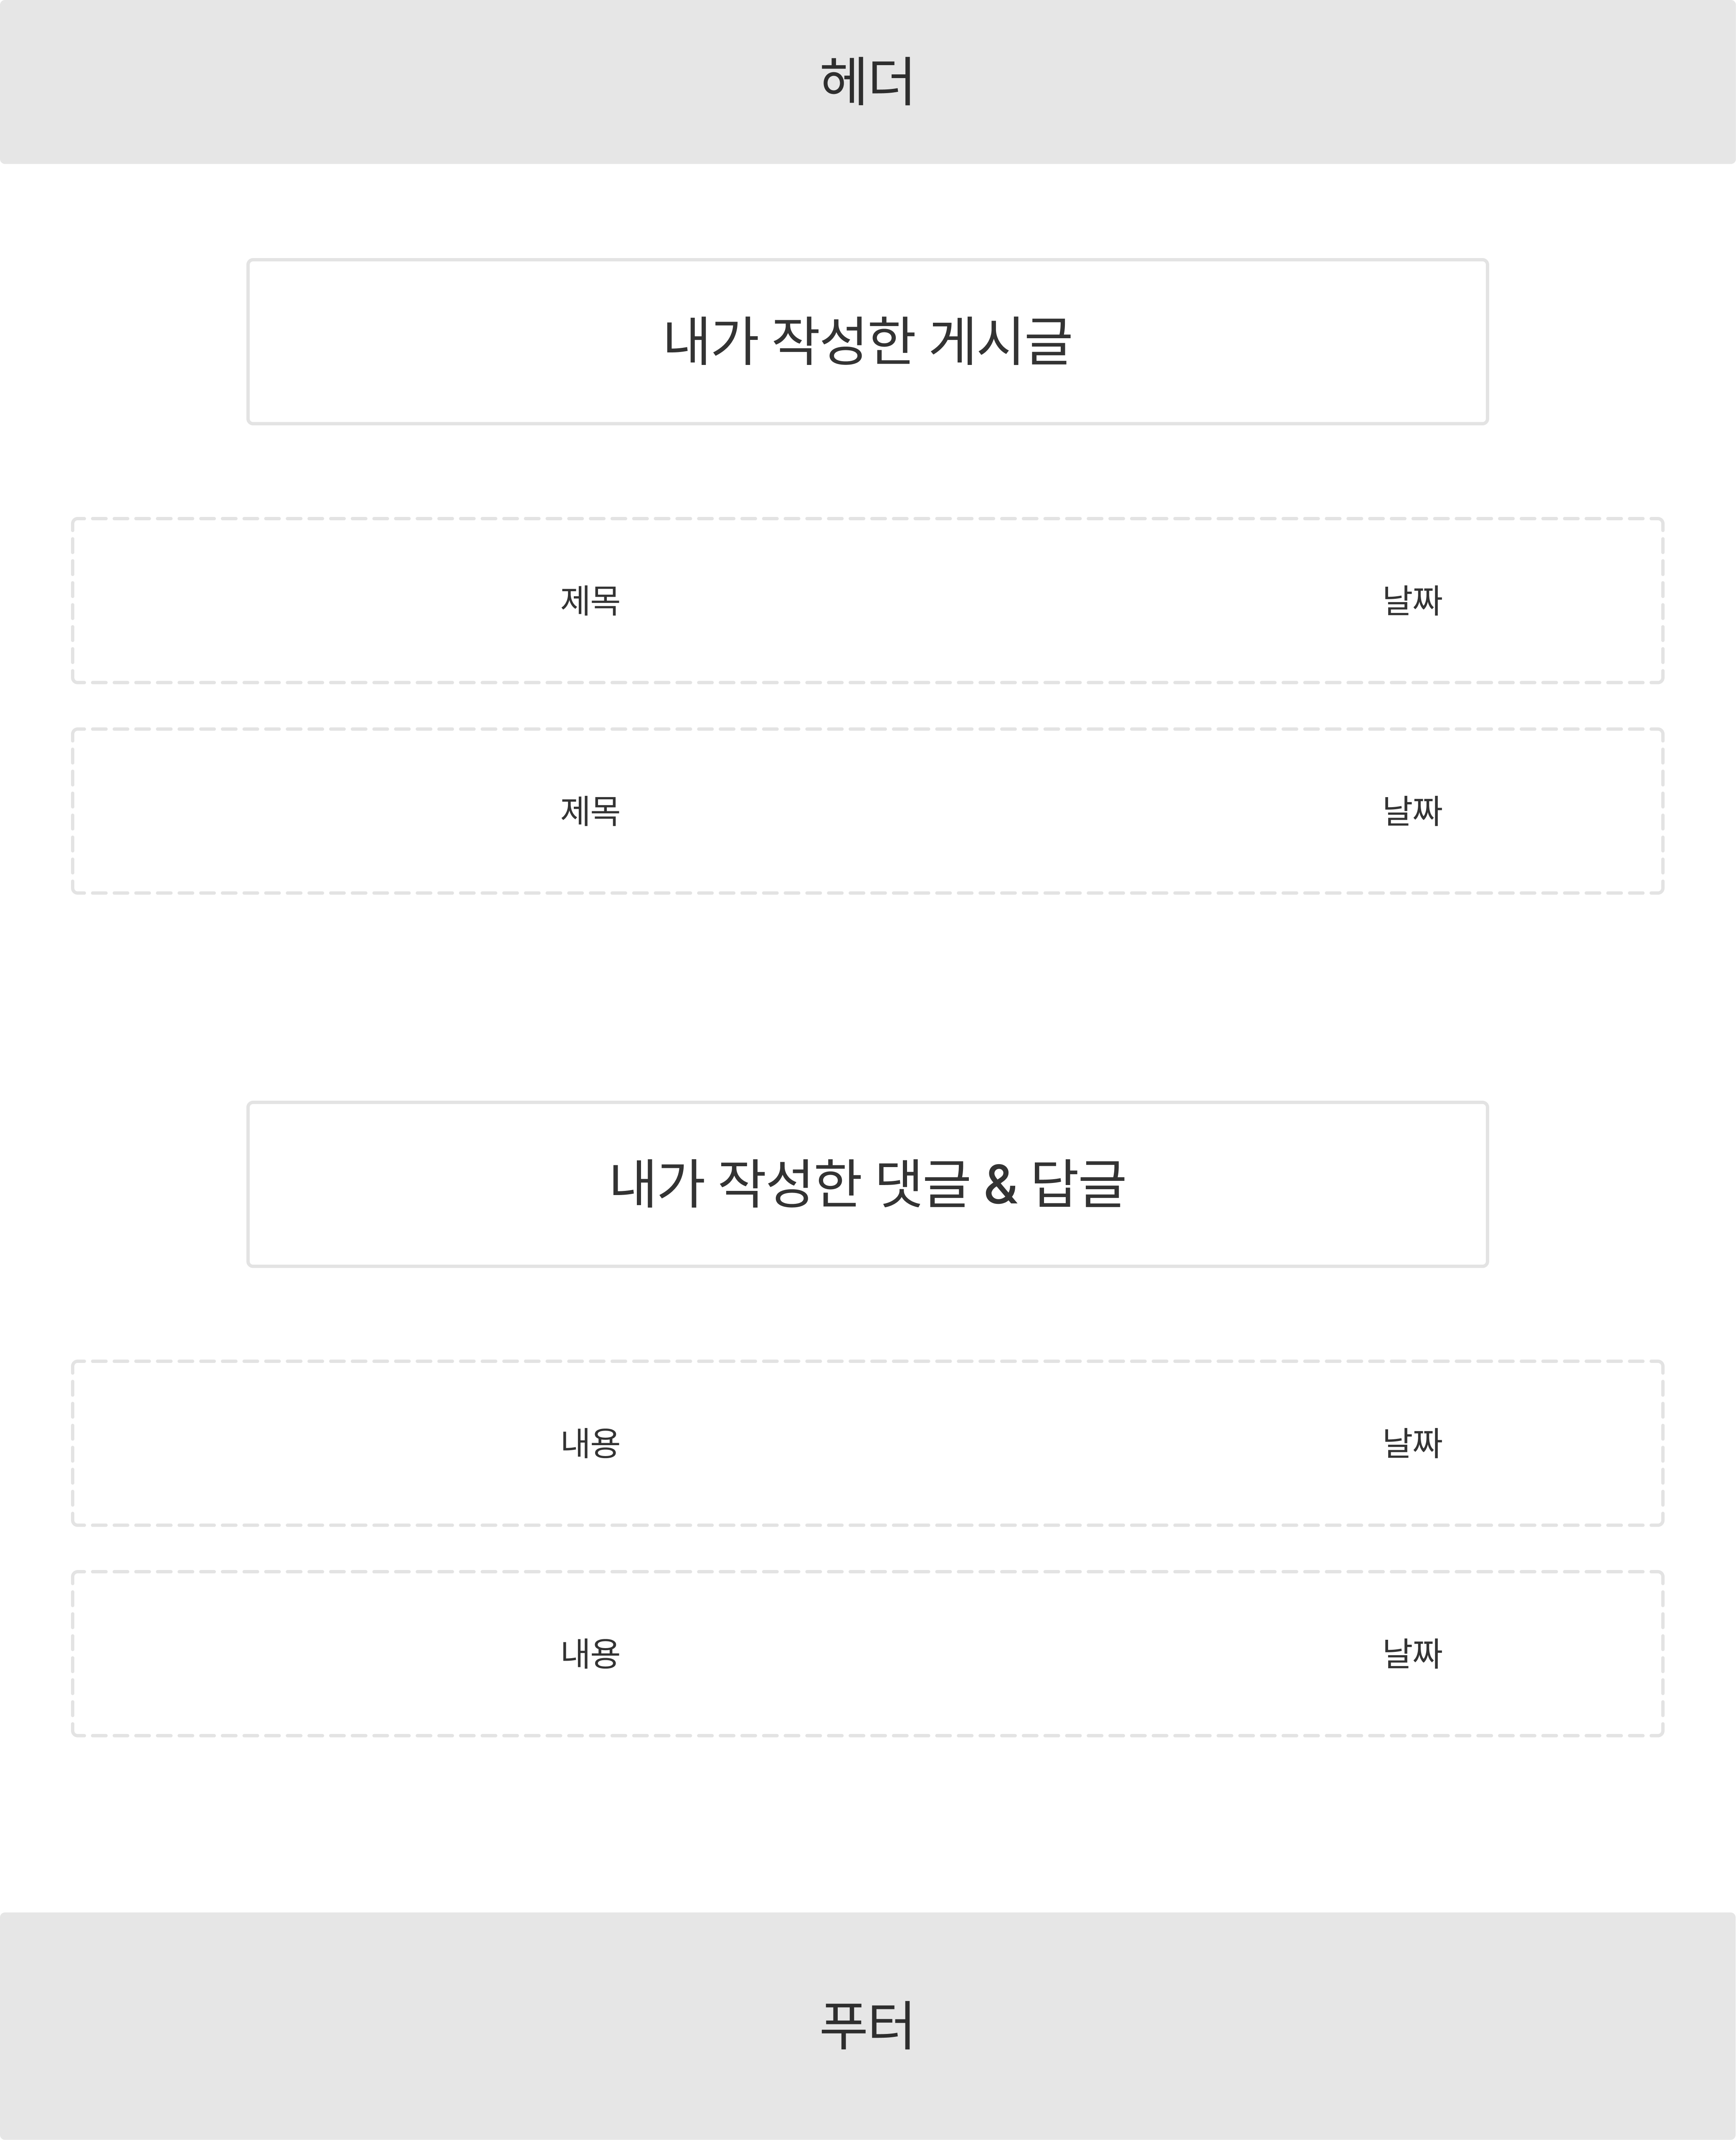 헤더
내가 작성한 게시글
제목 날짜
제목 날짜
내가 작성한 댓글 & 답글
내용 날짜
내용 날짜
푸터